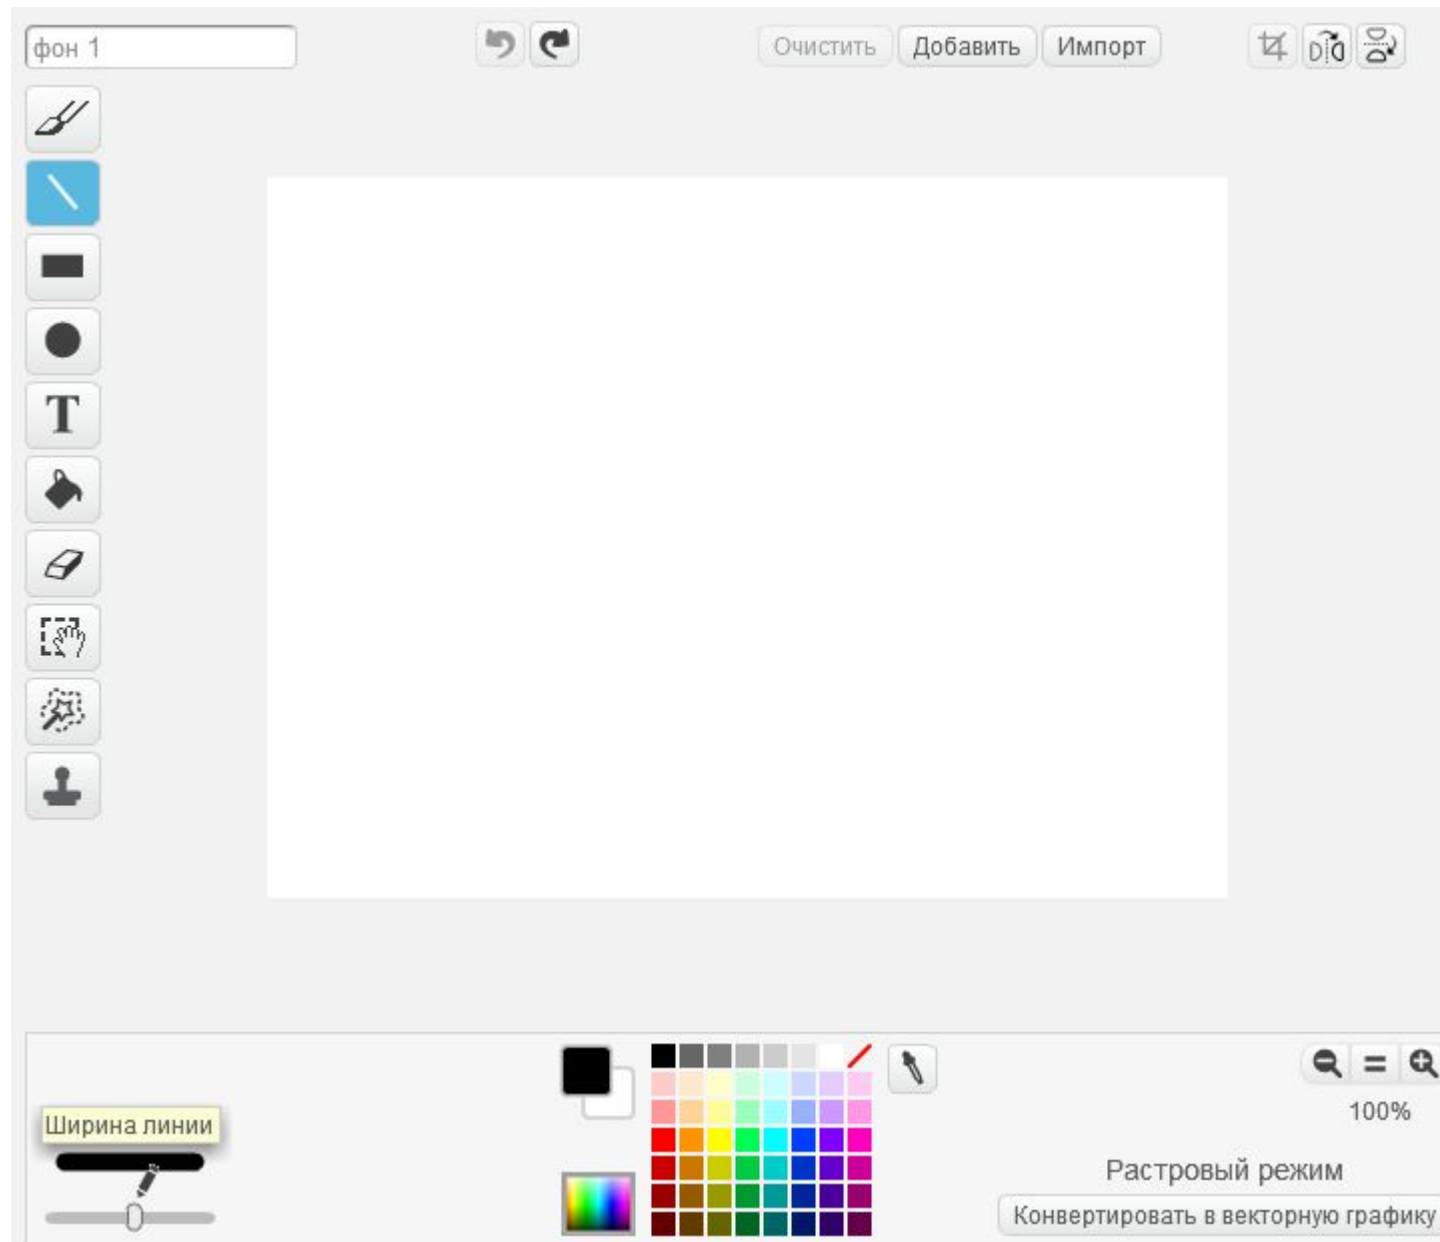 фон 1
Очистить Добавить Импорт
T
Ширина линии
100%
Растровый режим
Конвертировать в векторную графику